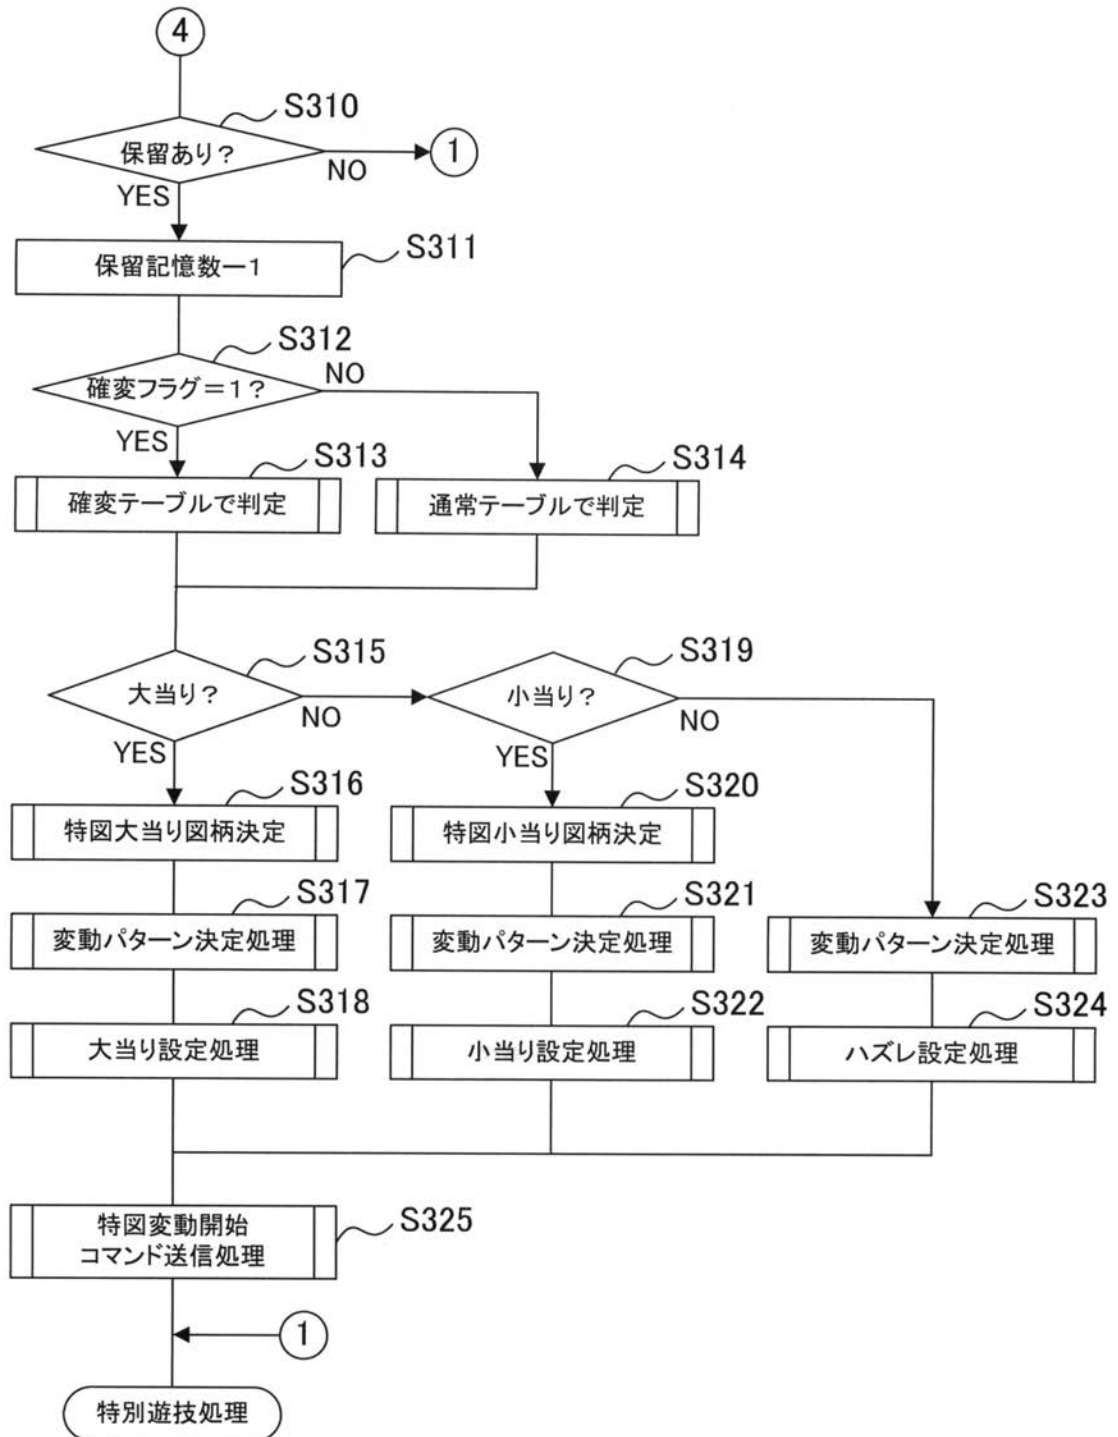 4
S310
保留あり?
NO
1
YES
S311
保留記憶数ー1
S312
確変フラグ=1?
NO
YES
S313
確変テーブルで判定
S314
通常テーブルで判定
S315
大当り?
NO
YES
S319
小当り?
NO
YES
S316
特図大当り図柄決定
S320
特図小当り図柄決定
S317
変動パターン決定処理
S321
変動パターン決定処理
S323
変動パターン決定処理
S318
大当り設定処理
S322
小当り設定処理
S324
ハズレ設定処理
S325
特図変動開始
コマンド送信処理
1
特別遊技処理